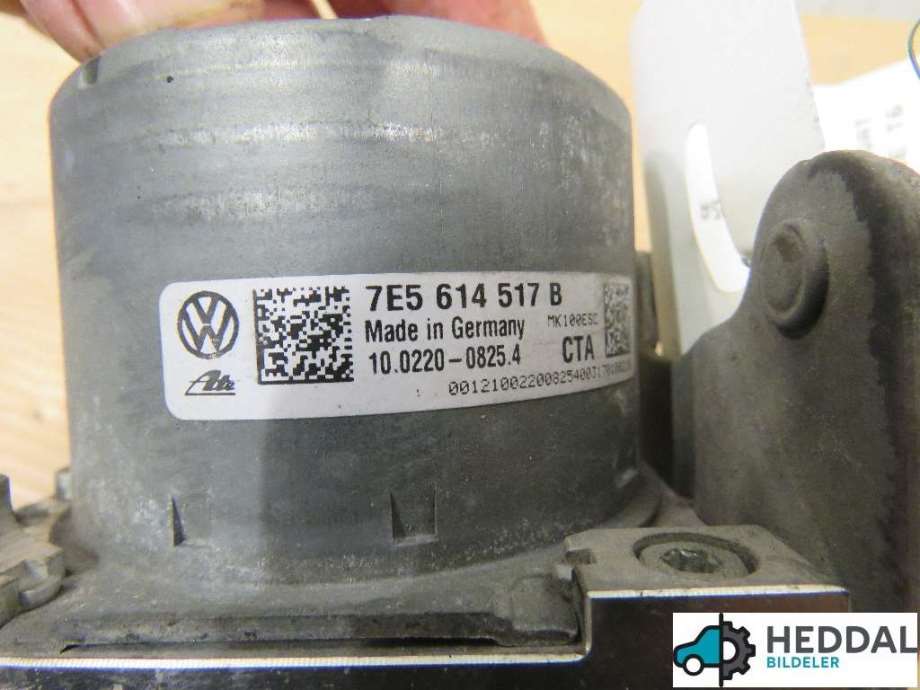 7E5 614 517 B
Made in Germany MK100ESC
10.0220-0825.4 CTA
Ate
HEDDAL
BILDELER